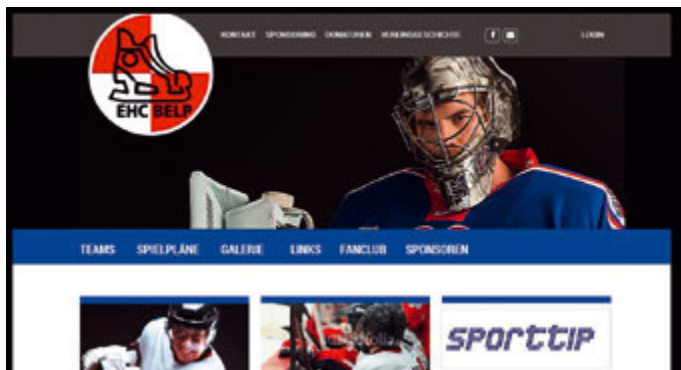 KONTAKT SPONSORING DONATOREN VEREINSGESCHICHTE f LOGIN
EHC BELP
TEAMS SPIELPLÄNE GALERIE LINKS FANCLUB SPONSOREN
sporttip